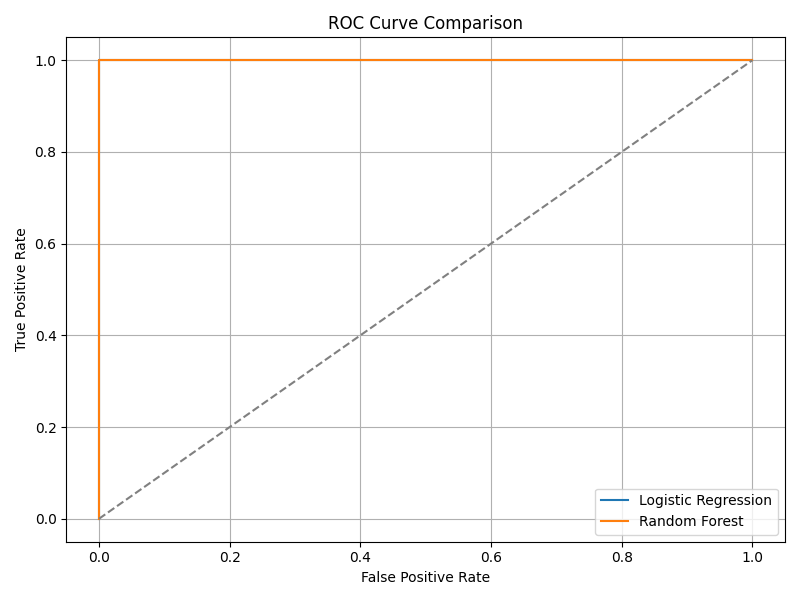 ROC Curve Comparison
1.0
0.8
0.6
0.4
0.2
0.0
True Positive Rate
0.0 0.2 0.4 0.6 0.8 1.0
False Positive Rate
Logistic Regression
Random Forest